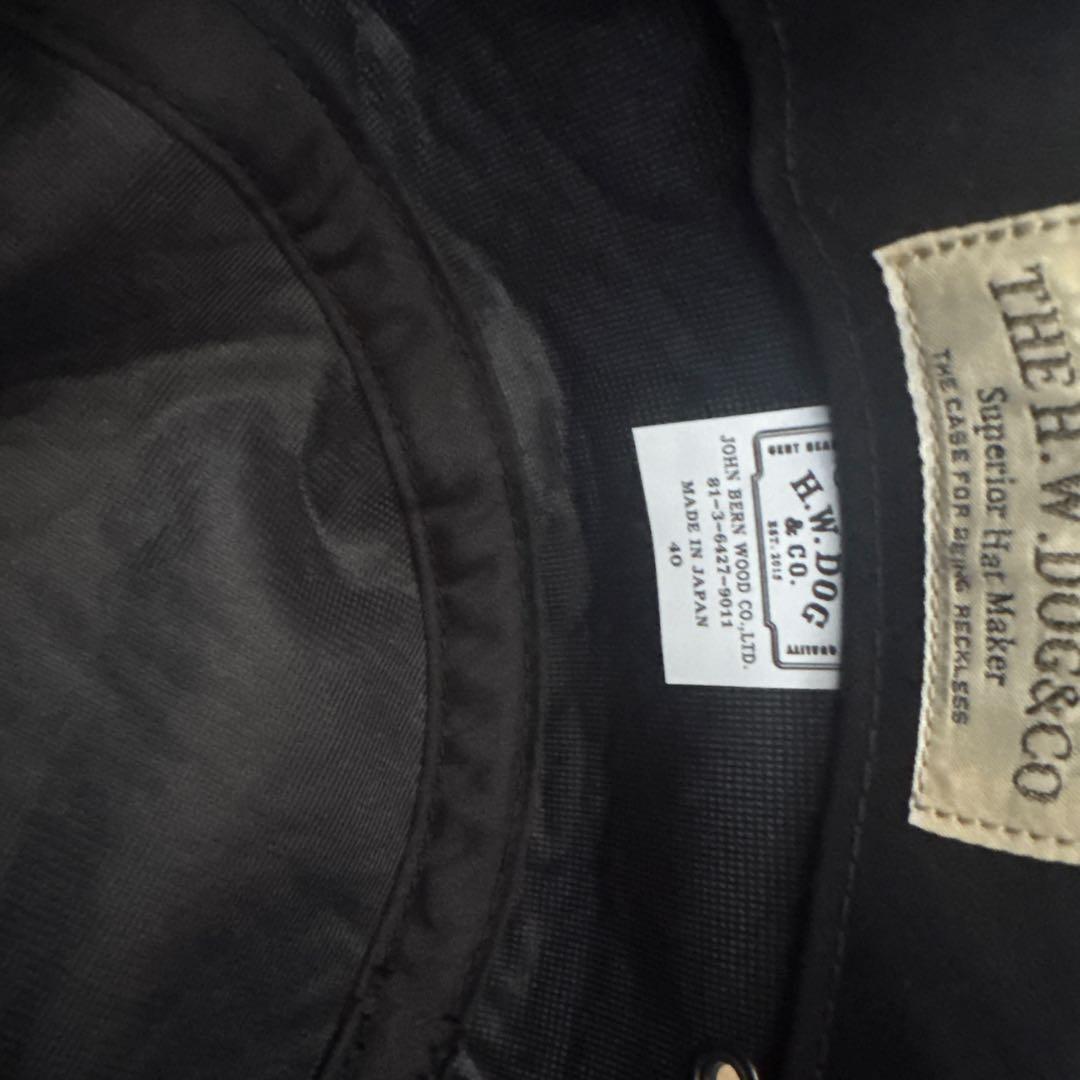 THE H.W.DOG&CO
Superior Hat Maker
THE CASE FOR BEING RECKLESS
H.W.DOG
& CO.
EST.2015
QUALITY
JOHN BERN WOOD CO.,LTD.
81-3-6427-9011
MADE IN JAPAN
40